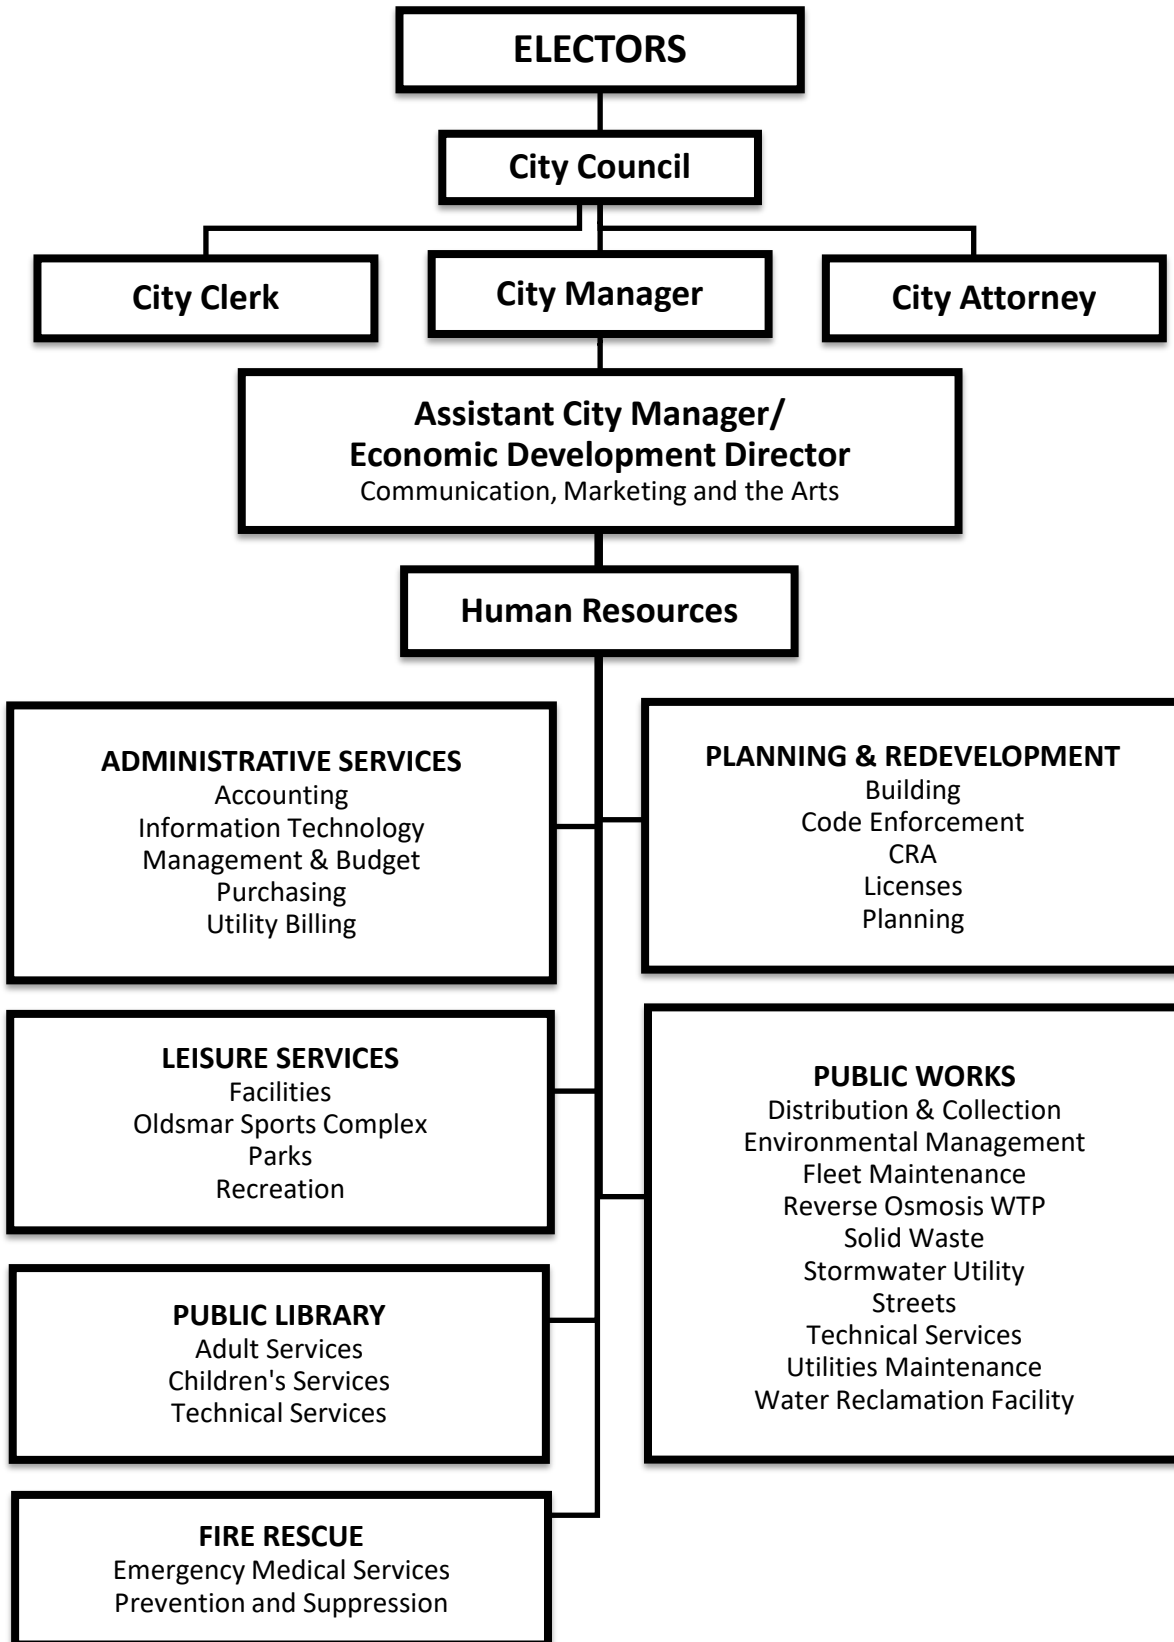 ELECTORS
City Council
City Clerk
City Manager
City Attorney
Assistant City Manager/
Economic Development Director
Communication, Marketing and the Arts
Human Resources
ADMINISTRATIVE SERVICES
Accounting
Information Technology
Management & Budget
Purchasing
Utility Billing
PLANNING & REDEVELOPMENT
Building
Code Enforcement
CRA
Licenses
Planning
LEISURE SERVICES
Facilities
Oldsmar Sports Complex
Parks
Recreation
PUBLIC WORKS
Distribution & Collection
Environmental Management
Fleet Maintenance
Reverse Osmosis WTP
Solid Waste
Stormwater Utility
Streets
Technical Services
Utilities Maintenance
Water Reclamation Facility
PUBLIC LIBRARY
Adult Services
Children's Services
Technical Services
FIRE RESCUE
Emergency Medical Services
Prevention and Suppression